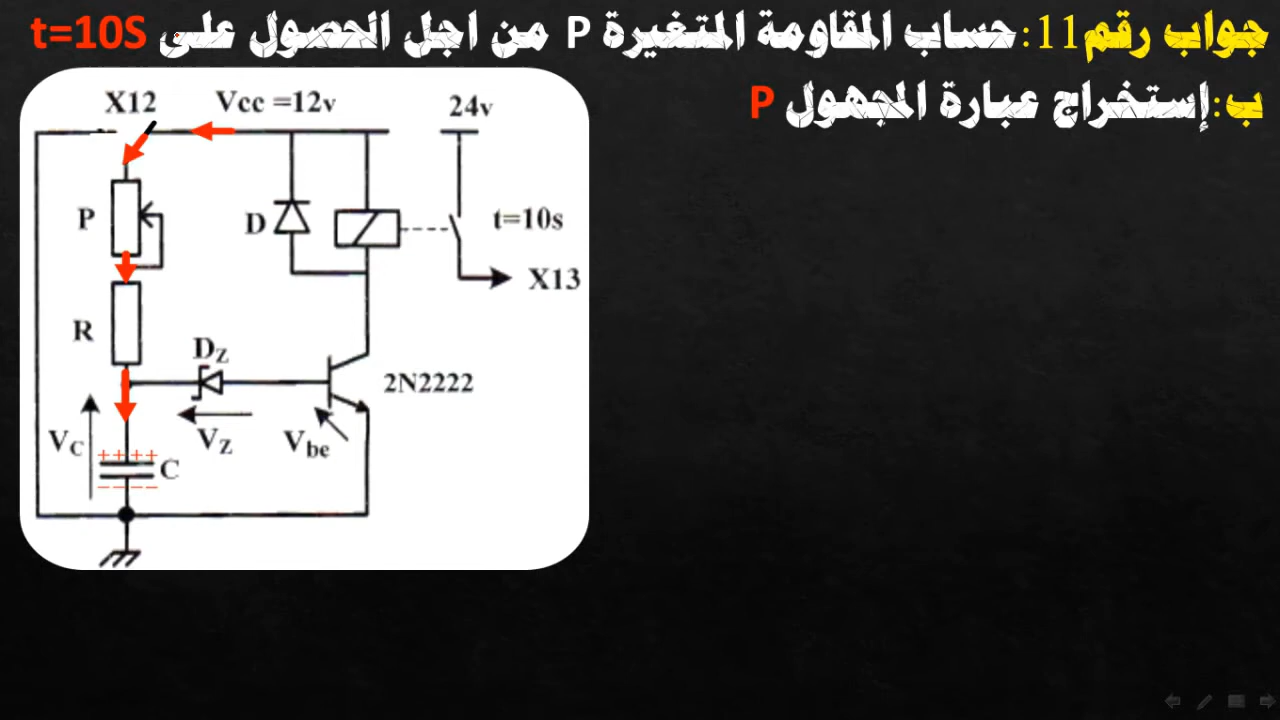 جواب رقم11:حساب المقاومة المتغيرة P من اجل الحصول على t=10S
ب:إستخراج عبارة المجهول P
X12
Vcc =12v
24v
P
D
t=10s
X13
R
DZ
2N2222
VC
VZ
Vbe
++++
C
----